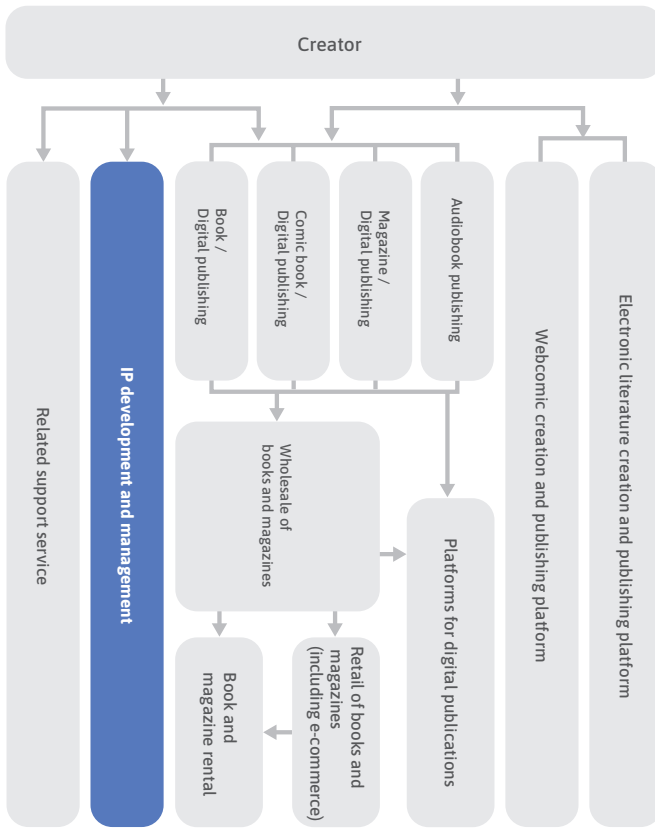 Creator
Related support service
IP development and management
Book /
Digital publishing
Comic book /
Digital publishing
Magazine /
Digital publishing
Audiobook publishing
Webcomic creation and publishing platform
Electronic literature creation and publishing platform
Wholesale of
books and magazines
Platforms for digital publications
Book and
magazine rental
Retail of books and
magazines
(including e-commerce)